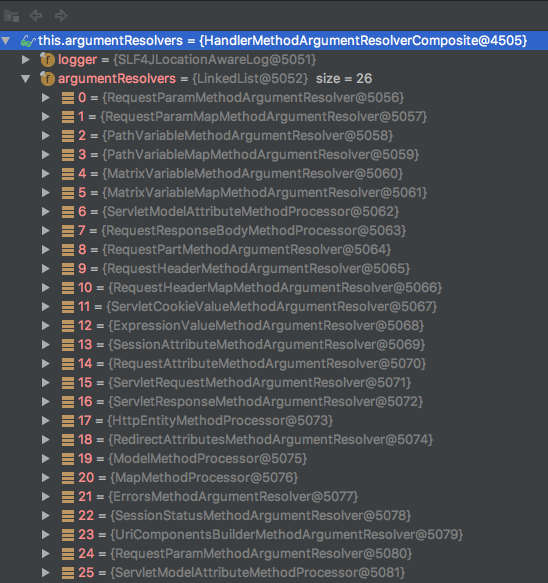 this.argumentResolvers = {HandlerMethodArgumentResolverComposite@4505}
f logger = {SLF4JLocationAwareLog@5051}
f argumentResolvers = {LinkedList@5052} size = 26
0 = {RequestParamMethodArgumentResolver@5056}
1 = {RequestParamMapMethodArgumentResolver@5057}
2 = {PathVariableMethodArgumentResolver@5058}
3 = {PathVariableMapMethodArgumentResolver@5059}
4 = {MatrixVariableMethodArgumentResolver@5060}
5 = {MatrixVariableMapMethodArgumentResolver@5061}
6 = {ServletModelAttributeMethodProcessor@5062}
7 = {RequestResponseBodyMethodProcessor@5063}
8 = {RequestPartMethodArgumentResolver@5064}
9 = {RequestHeaderMethodArgumentResolver@5065}
10 = {RequestHeaderMapMethodArgumentResolver@5066}
11 = {ServletCookieValueMethodArgumentResolver@5067}
12 = {ExpressionValueMethodArgumentResolver@5068}
13 = {SessionAttributeMethodArgumentResolver@5069}
14 = {RequestAttributeMethodArgumentResolver@5070}
15 = {ServletRequestMethodArgumentResolver@5071}
16 = {ServletResponseMethodArgumentResolver@5072}
17 = {HttpEntityMethodProcessor@5073}
18 = {RedirectAttributesMethodArgumentResolver@5074}
19 = {ModelMethodProcessor@5075}
20 = {MapMethodProcessor@5076}
21 = {ErrorsMethodArgumentResolver@5077}
22 = {SessionStatusMethodArgumentResolver@5078}
23 = {UriComponentsBuilderMethodArgumentResolver@5079}
24 = {RequestParamMethodArgumentResolver@5080}
25 = {ServletModelAttributeMethodProcessor@5081}